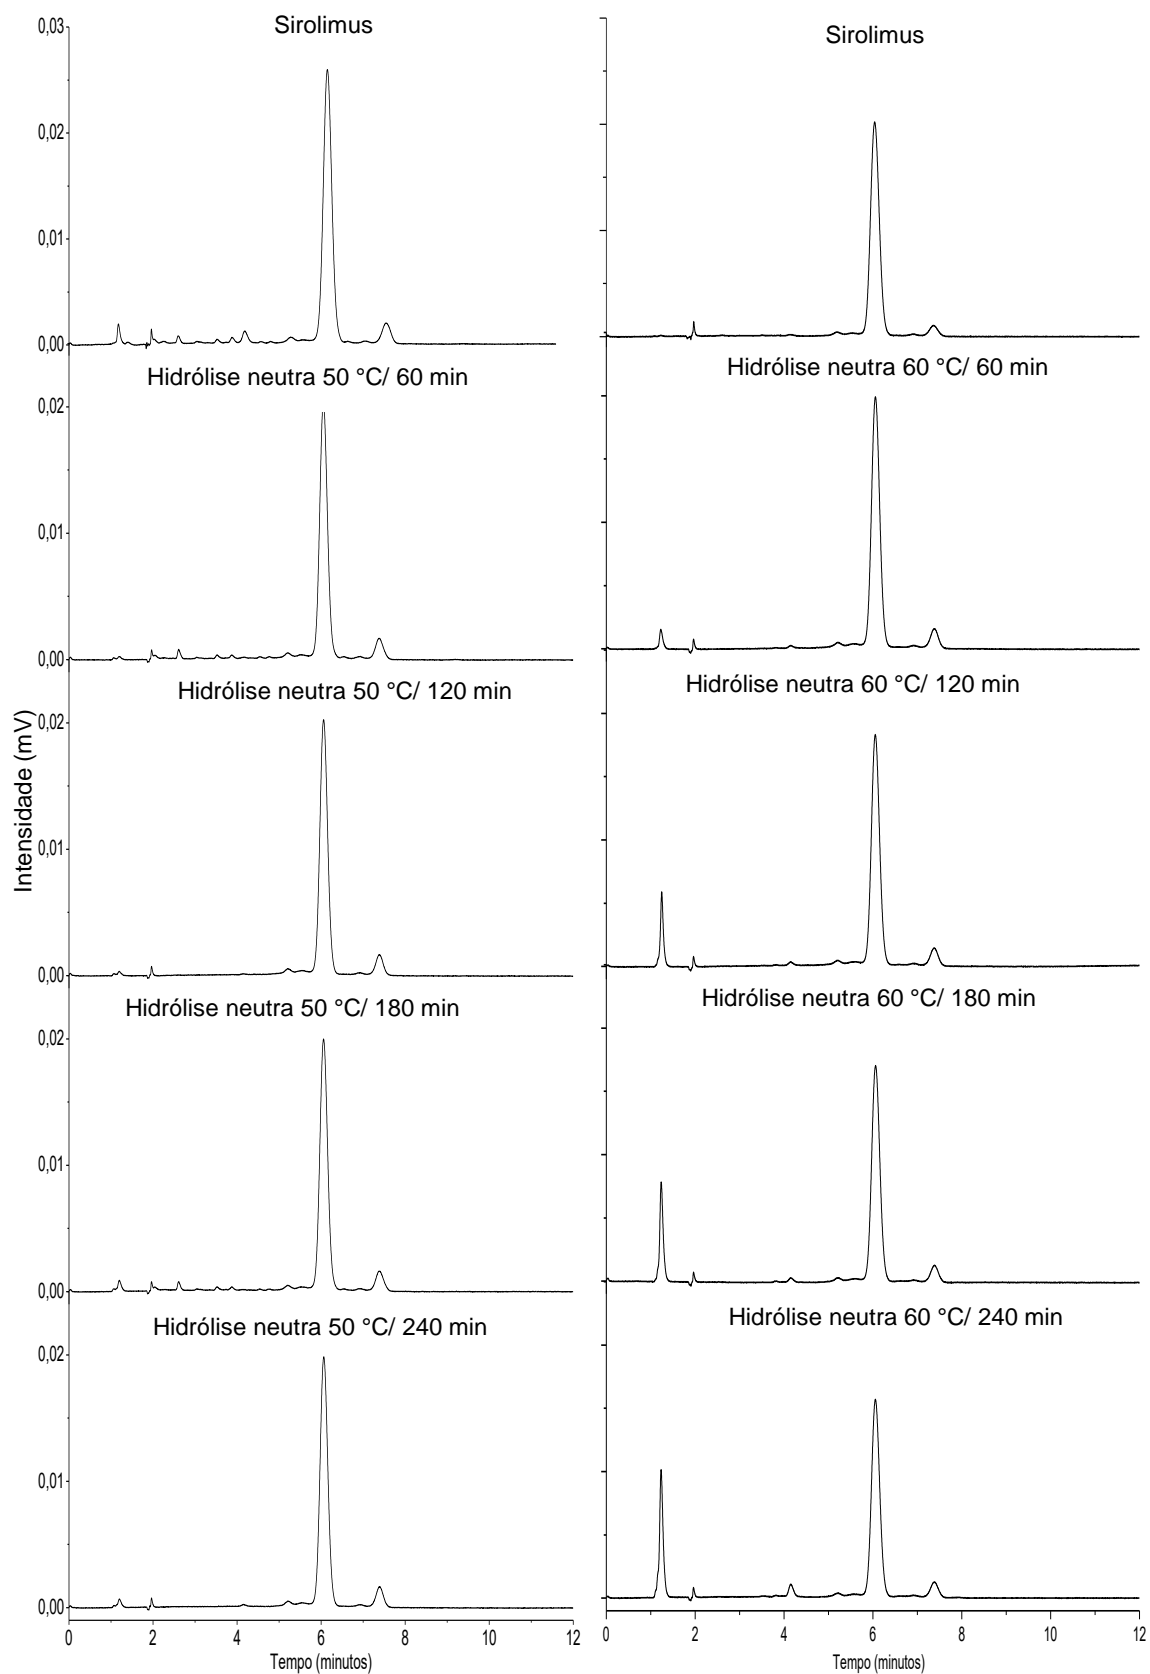 Sirolimus
0,03
0,02
0,01
0,00
Hidrólise neutra 50 °C/ 60 min
0,02
0,01
0,00
Hidrólise neutra 50 °C/ 120 min
0,02
0,01
0,00
Hidrólise neutra 50 °C/ 180 min
0,02
0,01
0,00
Hidrólise neutra 50 °C/ 240 min
0,02
0,01
0,00
Intensidade (mV)
0 2 4 6 8 10 12
Tempo (minutos)
Sirolimus
Hidrólise neutra 60 °C/ 60 min
Hidrólise neutra 60 °C/ 120 min
Hidrólise neutra 60 °C/ 180 min
Hidrólise neutra 60 °C/ 240 min
0 2 4 6 8 10 12
Tempo (minutos)